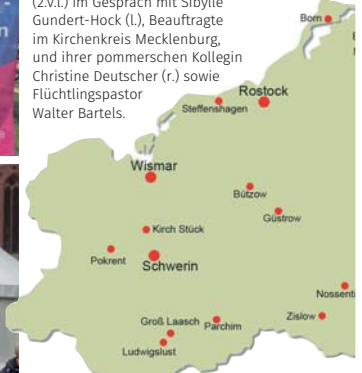 (2.v.l.) im Gespräch mit Sibylle
Gundert-Hock (l.), Beauftragte
im Kirchenkreis Mecklenburg,
und ihrer pommerschen Kollegin
Christine Deutscher (r.) sowie
Flüchtlingspastor
Walter Bartels.
Born
Rostock
Steffenshagen
Wismar
Bützow
Güstrow
Kirch Stück
Pokrent
Schwerin
Nossenti
Groß Laasch
Parchim
Zislow
Ludwigslust